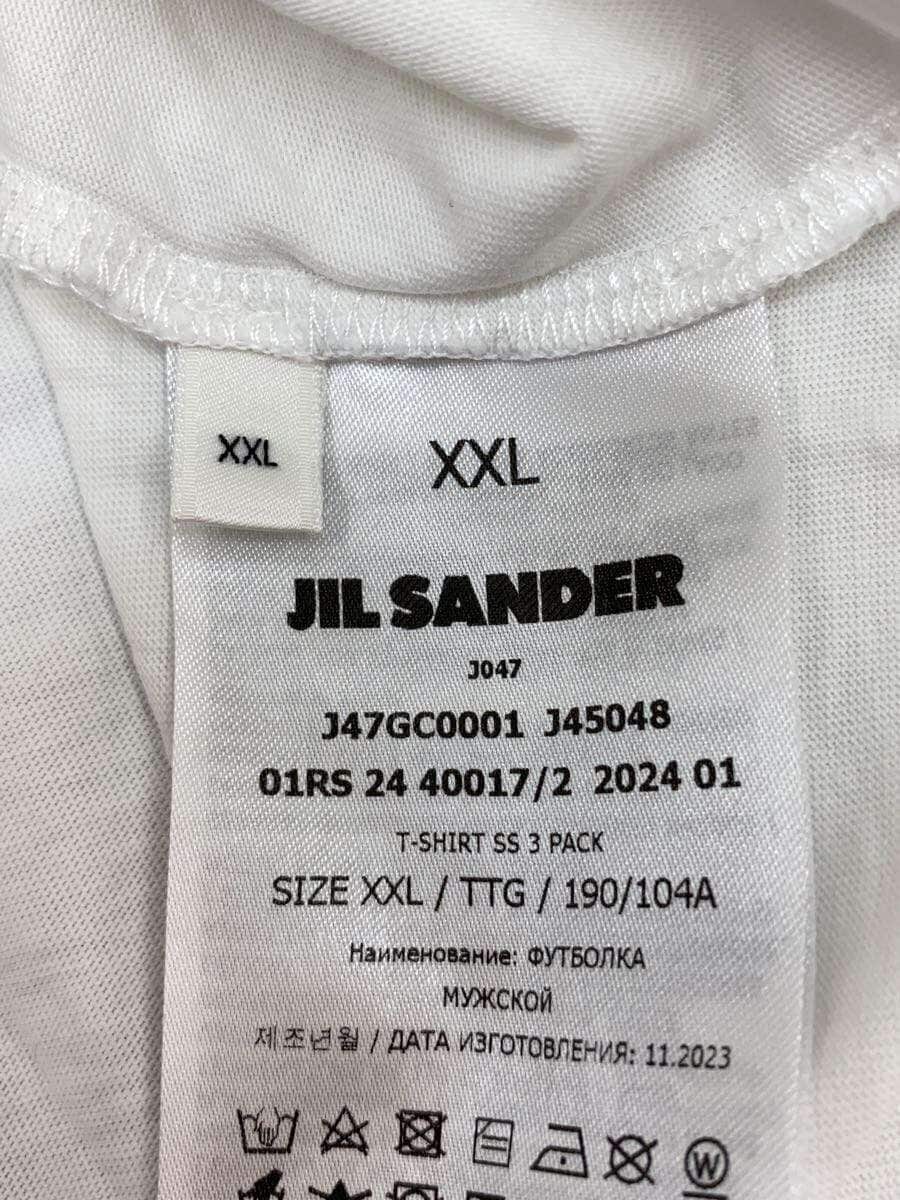 XXL
XXL
JIL SANDER
J047
J47GC0001 J45048
01RS 24 40017/2 2024 01
T-SHIRT SS 3 PACK
SIZE XXL / TTG / 190/104A
Наименование: ФУТБОЛКА
МУЖСКОЙ
제조년월 / ДАТА ИЗГОТОВЛЕНИЯ: 11.2023
W